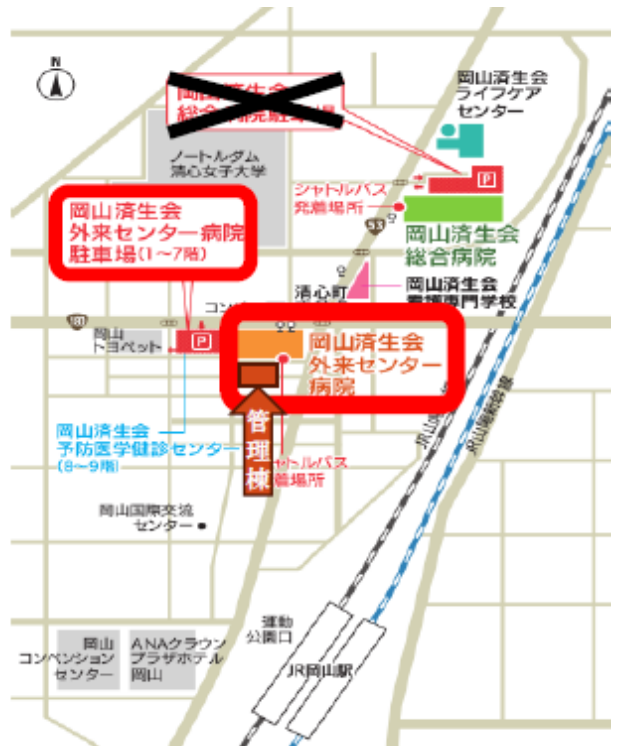 N
岡山済生会
ライフケア
センター
岡山済生会
ノートルダム
清心女子大学
P
シャトルバス
発着場所
岡山済生会
外来センター病院
駐車場(1~7階)
53
岡山済生会
総合病院
清心町
岡山済生会
看護専門学校
コンビ
180
岡山
トヨペット
P
岡山済生会
外来センター
病院
管理棟
岡山済生会
予防医学健診センター
(8~9階)
シャトルバス
発着場所
岡山国際交流
センター
JR山陽新幹線
運動
公園口
JR岡山駅
岡山
コンベンション
センター
ANAクラウン
プラザホテル
岡山